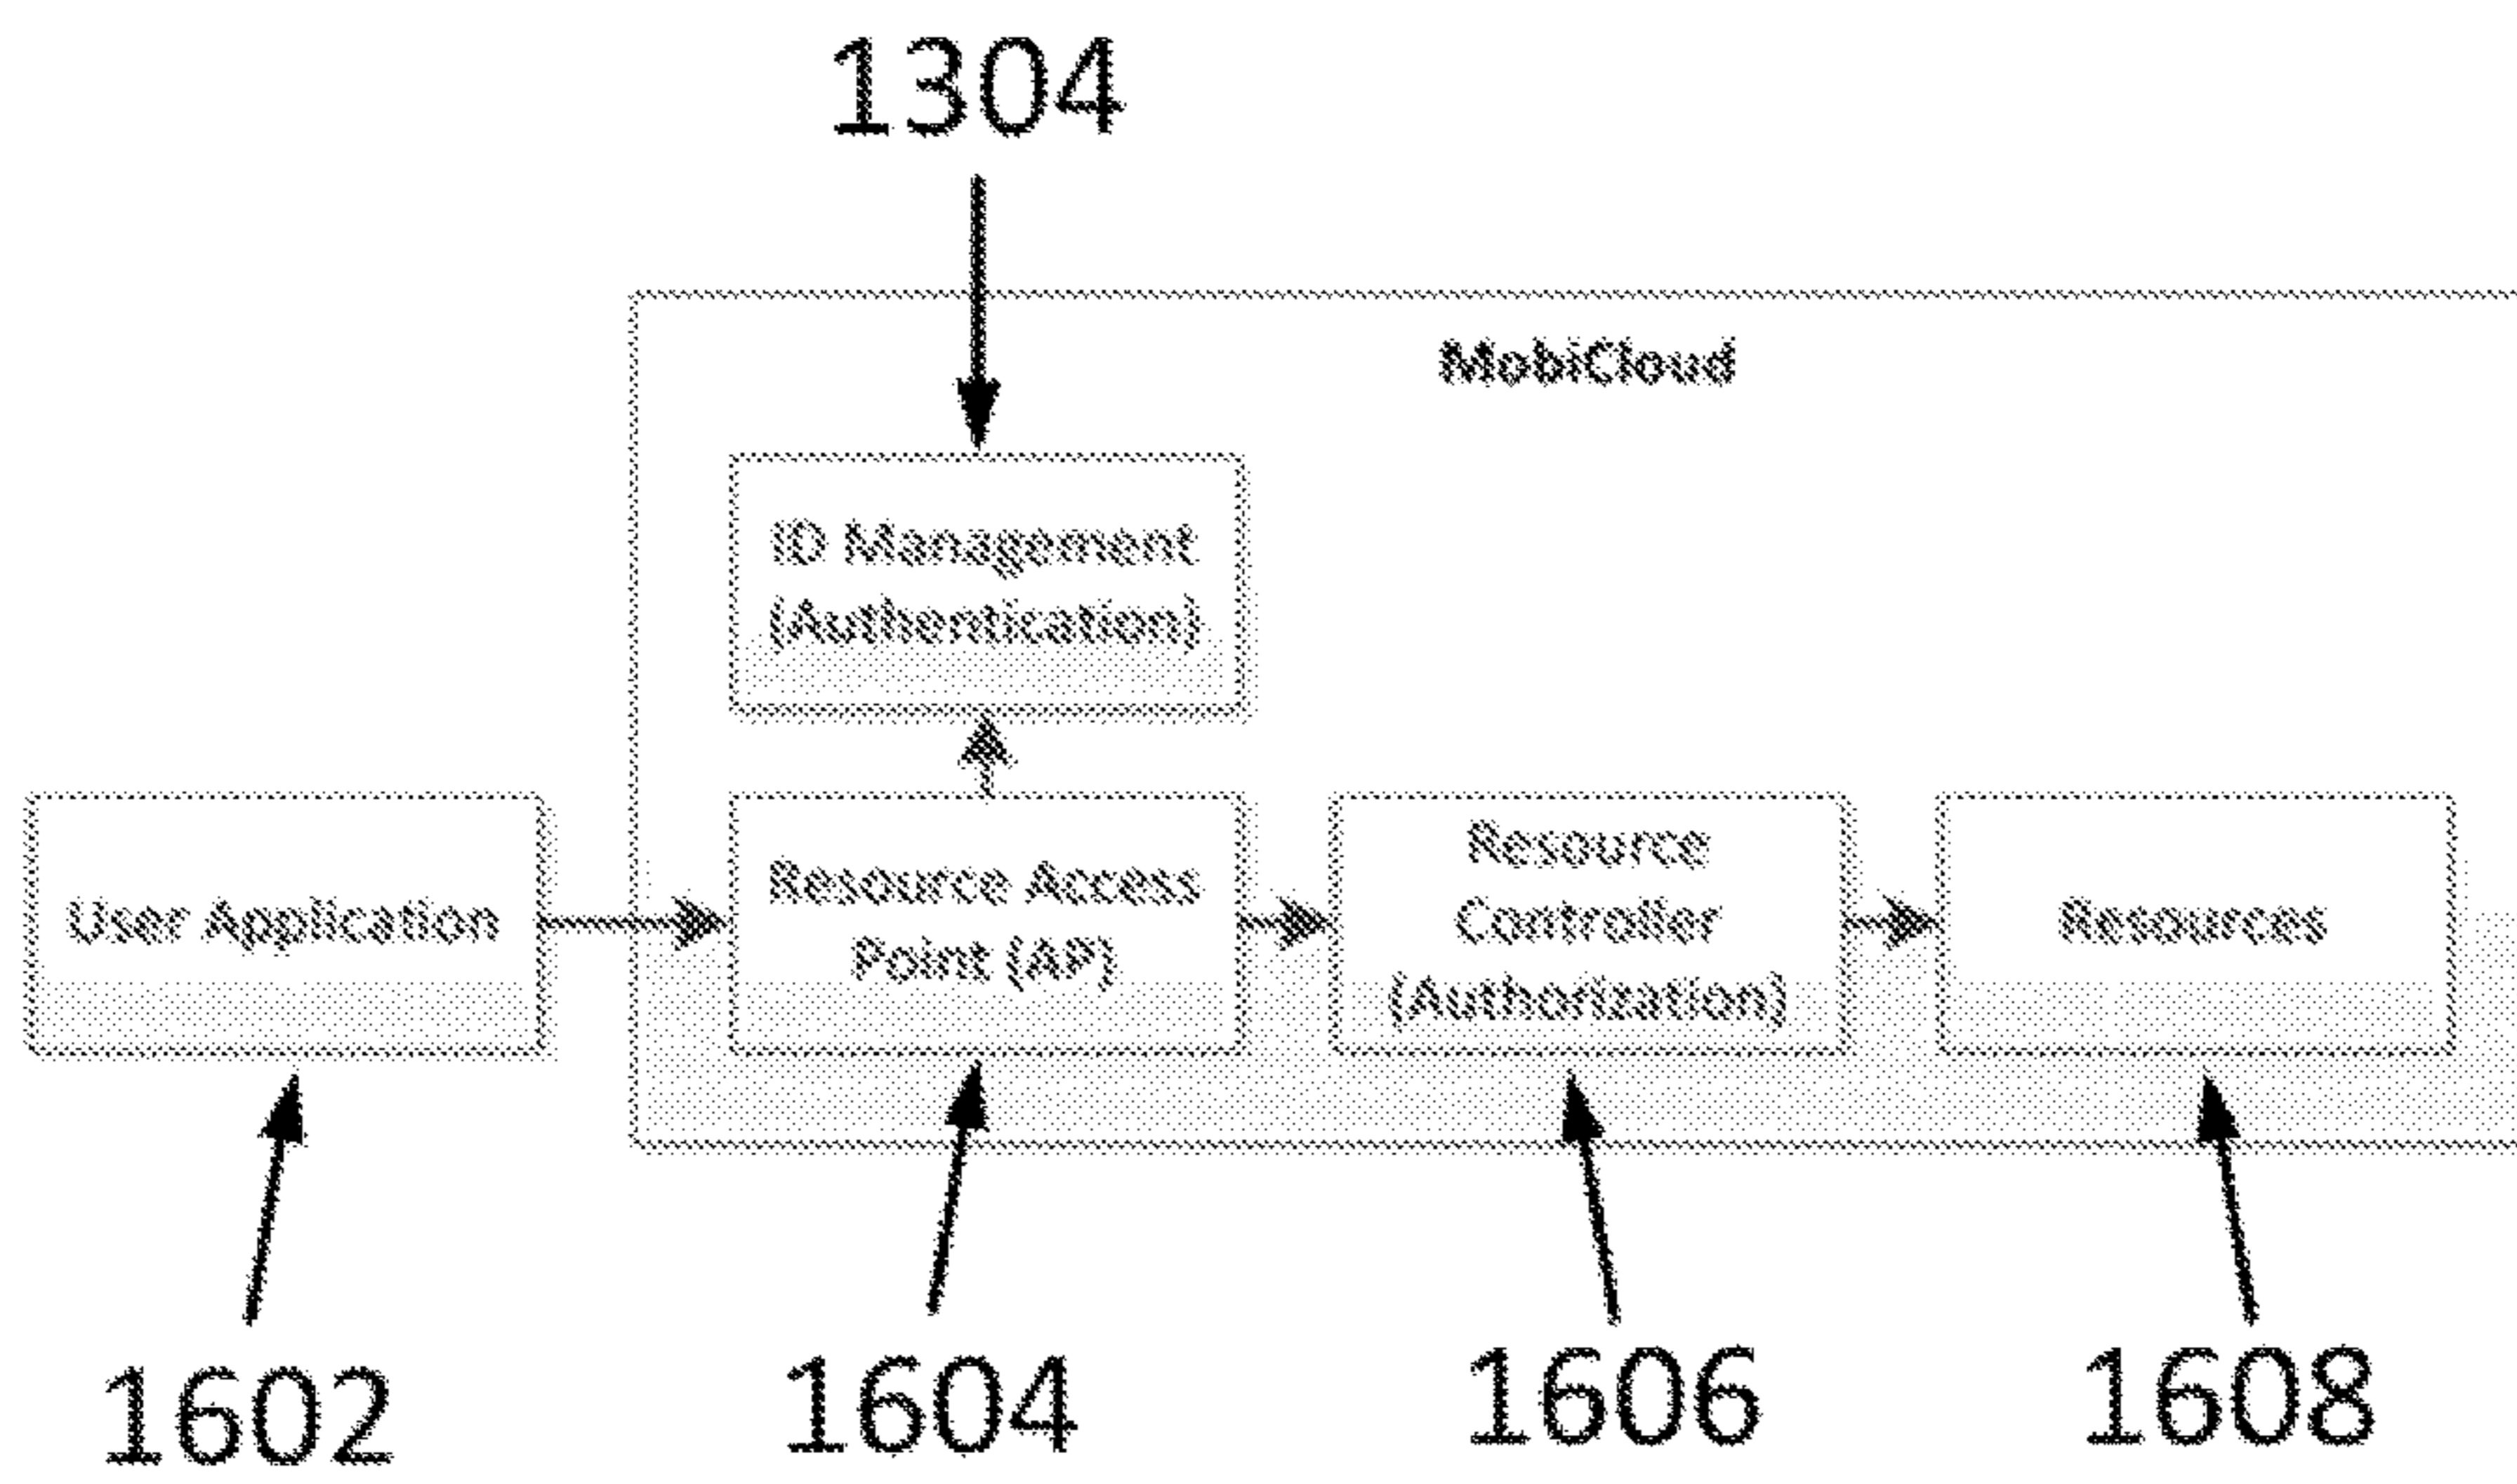 1304
MobiCloud
ID Management
(Authentication)
User Application
Resource Access
Point (AP)
Resource
Controller
(Authorization)
Resources
1602
1604
1606
1608